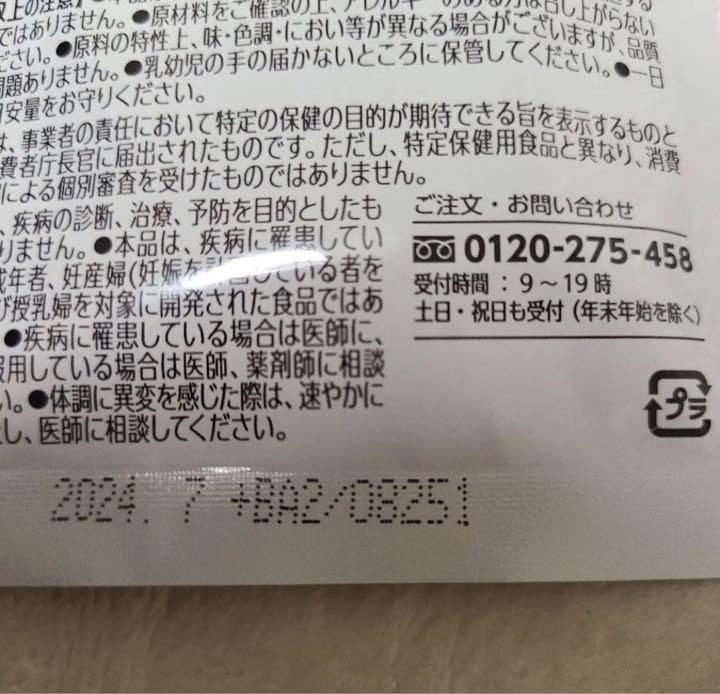 以上の注意】
ではありません。●原材料をご確認の上、アレルギーのある方は召し上がらない
ださい。●原料の特性上、味・色調・におい等が異なる場合がございますが、品質
問題ありません。●乳幼児の手の届かないところに保管してください。●一日
目安量をお守りください。
は、事業者の責任において特定の保健の目的が期待できる旨を表示するものと
費者庁長官に届出されたものです。ただし、特定保健用食品と異なり、消費
による個別審査を受けたものではありません。
、疾病の診断、治療、予防を目的としたも
りません。●本品は、疾病に罹患してい
成年者、妊産婦(妊娠を計画している者を
び授乳婦を対象に開発された食品ではあ
●疾病に罹患している場合は医師に、
服用している場合は医師、薬剤師に相談
い。●体調に異変を感じた際は、速やかに
し、医師に相談してください。
ご注文・お問い合わせ
0120-275-458
受付時間：9～19時
土日・祝日も受付(年末年始を除く)
プラ
2024. 7 +BA2/08251